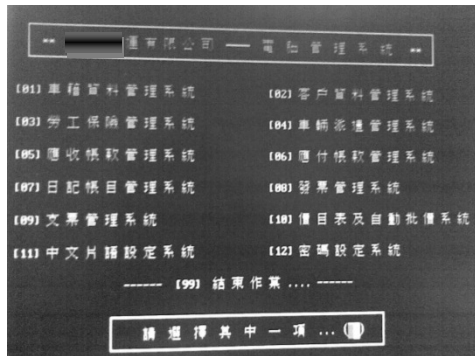 == 運有限公司 —— 電腦管理系統 ==
[01] 車籍資料管理系統 [02] 客戶資料管理系統
[03] 勞工保險管理系統 [04] 車輛派遣管理系統
[05] 應收帳款管理系統 [06] 應付帳款管理系統
[07] 日記帳目管理系統 [08] 發票管理系統
[09] 支票管理系統 [10] 價目表及自動批價系統
[11] 中文片語設定系統 [12] 密碼設定系統
------ [99] 結束作業 .... ------
請選擇其中一項 ...